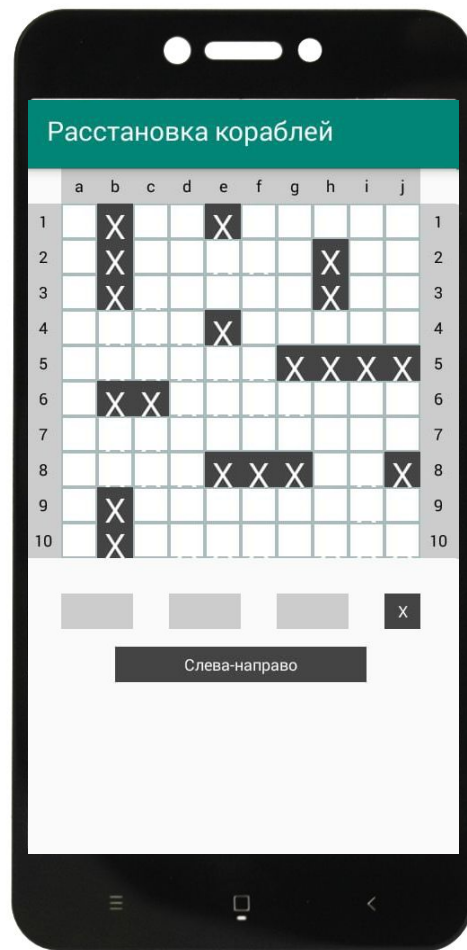 Расстановка кораблей
a b c d e f g h i j
1 X X 1
2 X X 2
3 X X 3
4 X 4
5 X X X X 5
6 X X 6
7 7
8 X X X X 8
9 X 9
10 X 10
X
Слева-направо